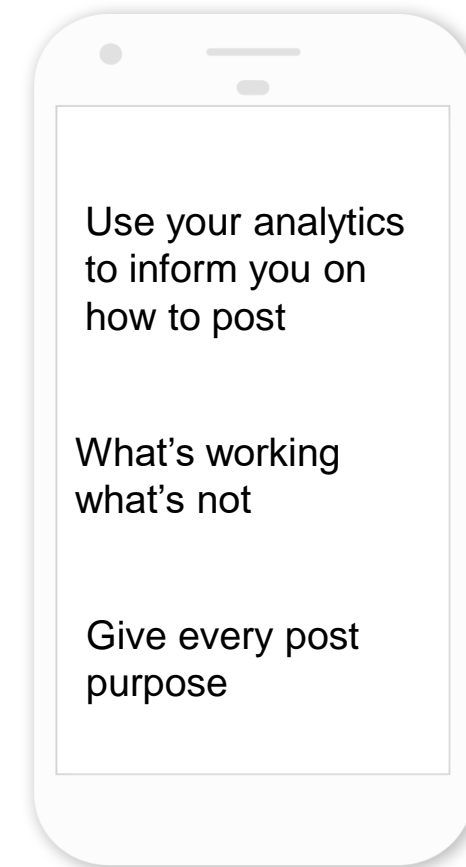 Use your analytics
to inform you on
how to post
What’s working
what’s not
Give every post
purpose